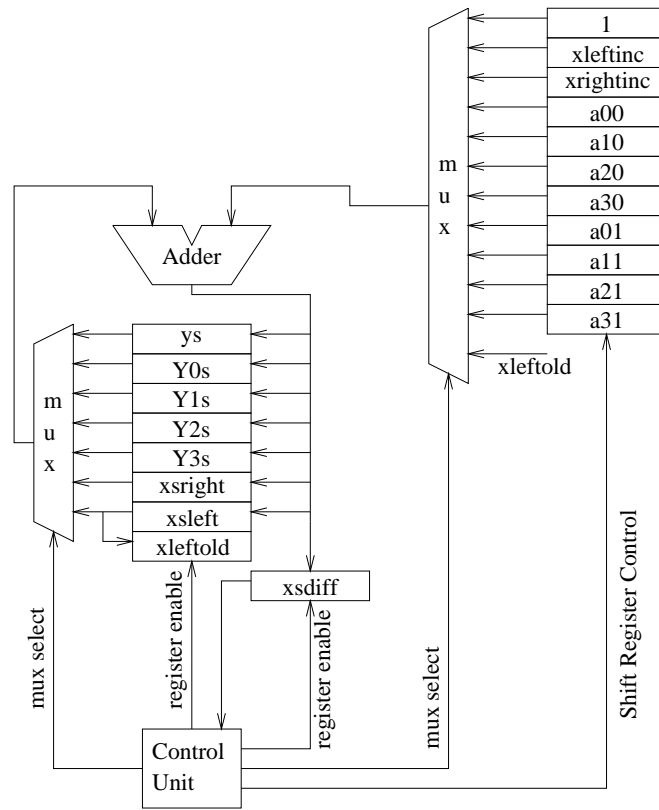 1
xleftinc
xrightinc
a00
a10
a20
a30
a01
a11
a21
a31
m
u
x
xleftold
Adder
ys
Y0s
Y1s
Y2s
Y3s
xsright
xsleft
xleftold
m
u
x
xsdiff
mux select
register enable
register enable
mux select
Shift Register Control
Control
Unit